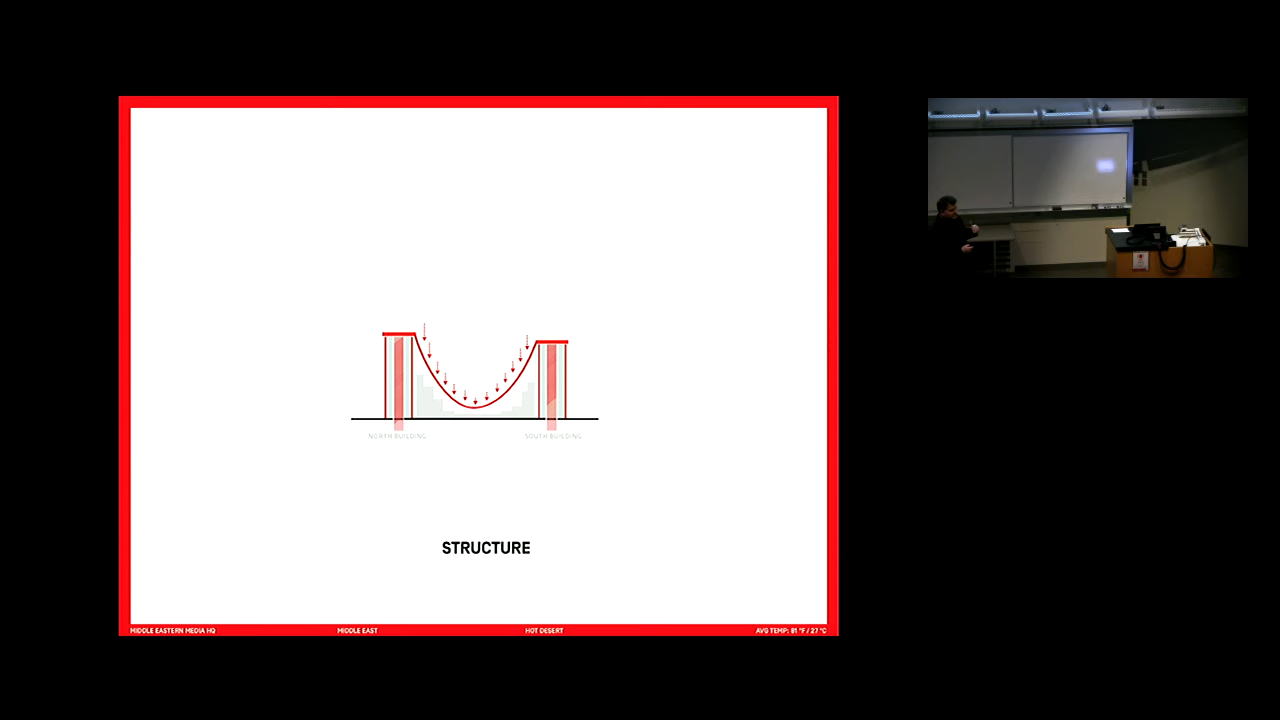 NORTH BUILDING
SOUTH BUILDING
STRUCTURE
MIDDLE EASTERN MEDIA HQ
MIDDLE EAST
HOT DESERT
AVG TEMP: 81 °F / 27 °C